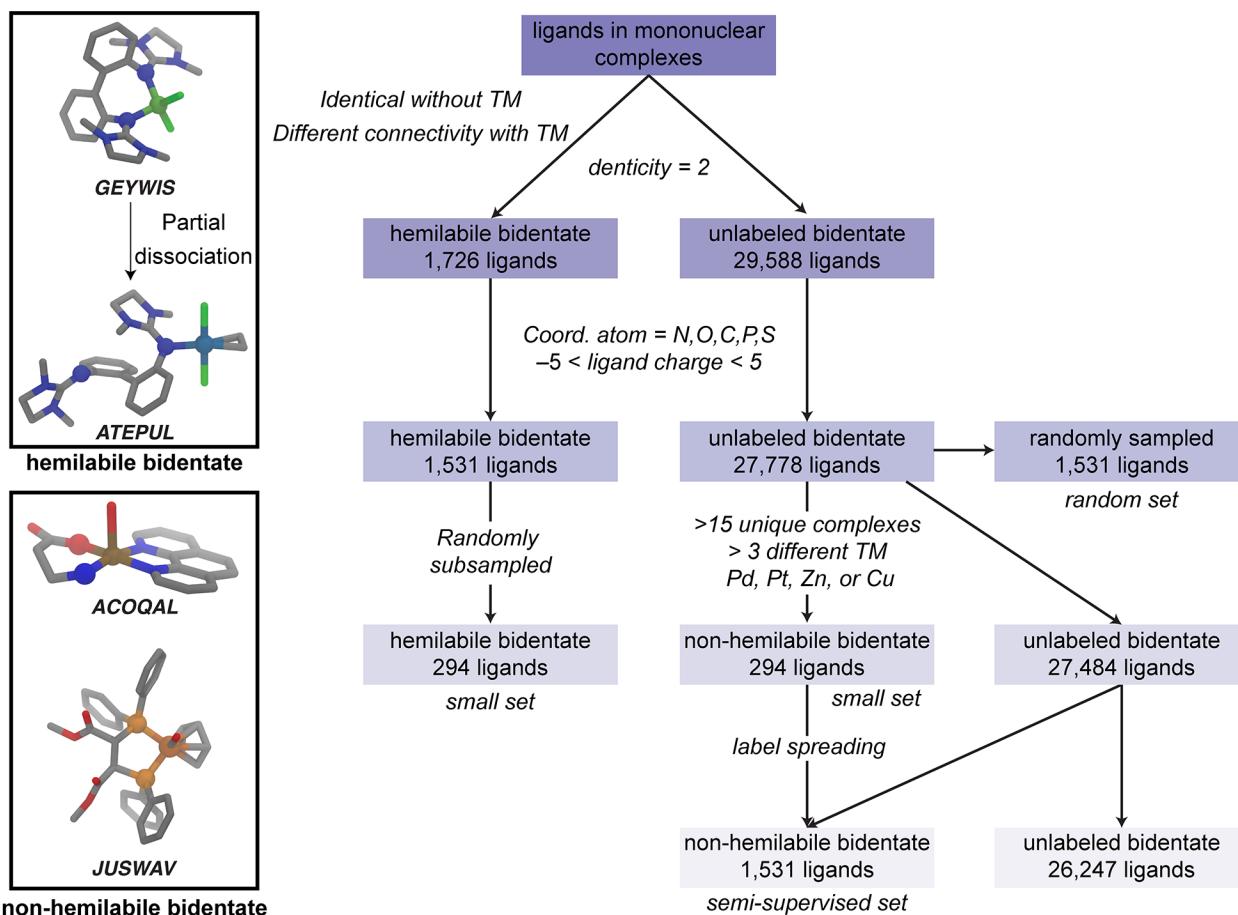 GEYWIS
Partial
dissociation
ATEPUL
hemilabile bidentate
ACOQAL
JUSWAV
non-hemilabile bidentate
ligands in mononuclear
complexes
Identical without TM
Different connectivity with TM
denticity = 2
hemilabile bidentate
1,726 ligands
unlabeled bidentate
29,588 ligands
Coord. atom = N,O,C,P,S
–5 < ligand charge < 5
hemilabile bidentate
1,531 ligands
unlabeled bidentate
27,778 ligands
randomly sampled
1,531 ligands
random set
Randomly
subsampled
>15 unique complexes
> 3 different TM
Pd, Pt, Zn, or Cu
hemilabile bidentate
294 ligands
small set
non-hemilabile bidentate
294 ligands
small set
unlabeled bidentate
27,484 ligands
label spreading
non-hemilabile bidentate
1,531 ligands
semi-supervised set
unlabeled bidentate
26,247 ligands